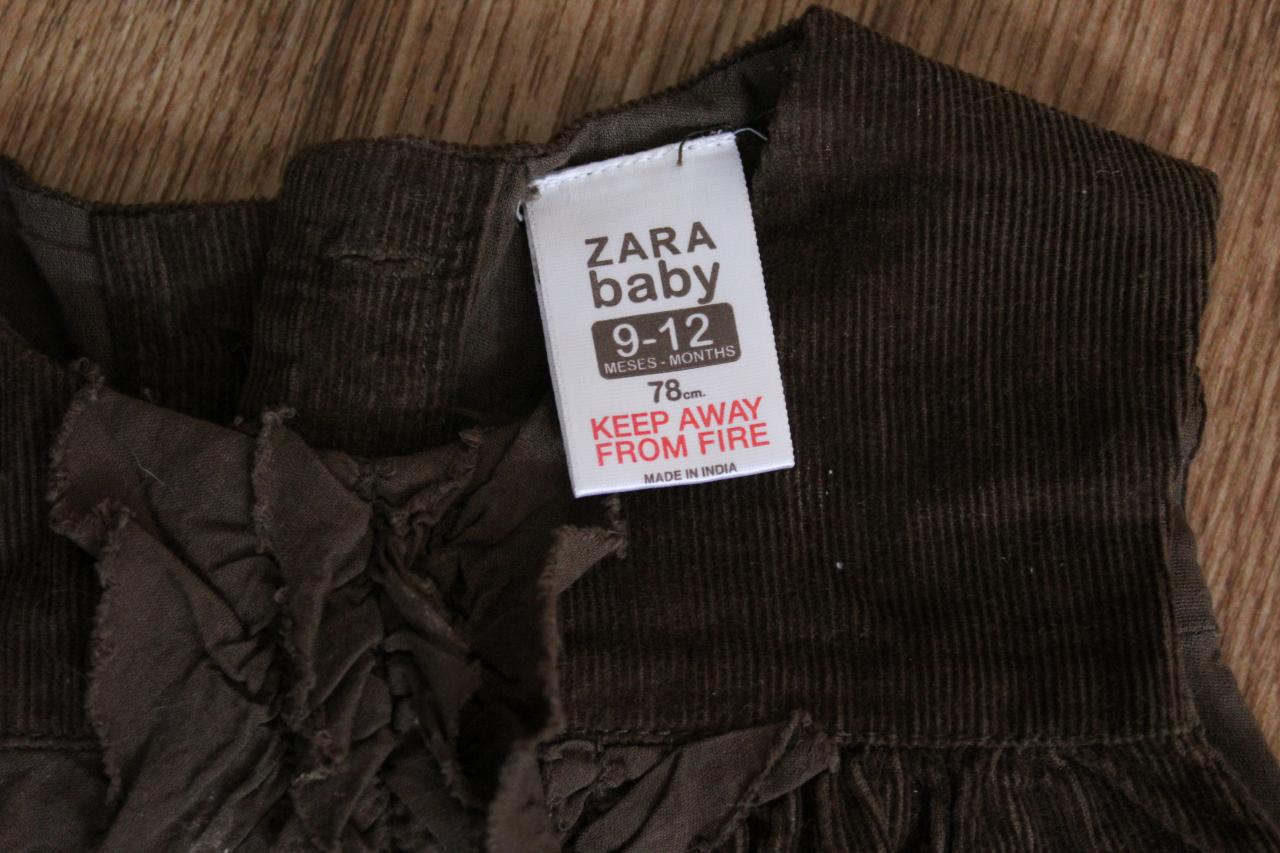 ZARA
baby
9-12
MESES - MONTHS
78cm.
KEEP AWAY
FROM FIRE
MADE IN INDIA